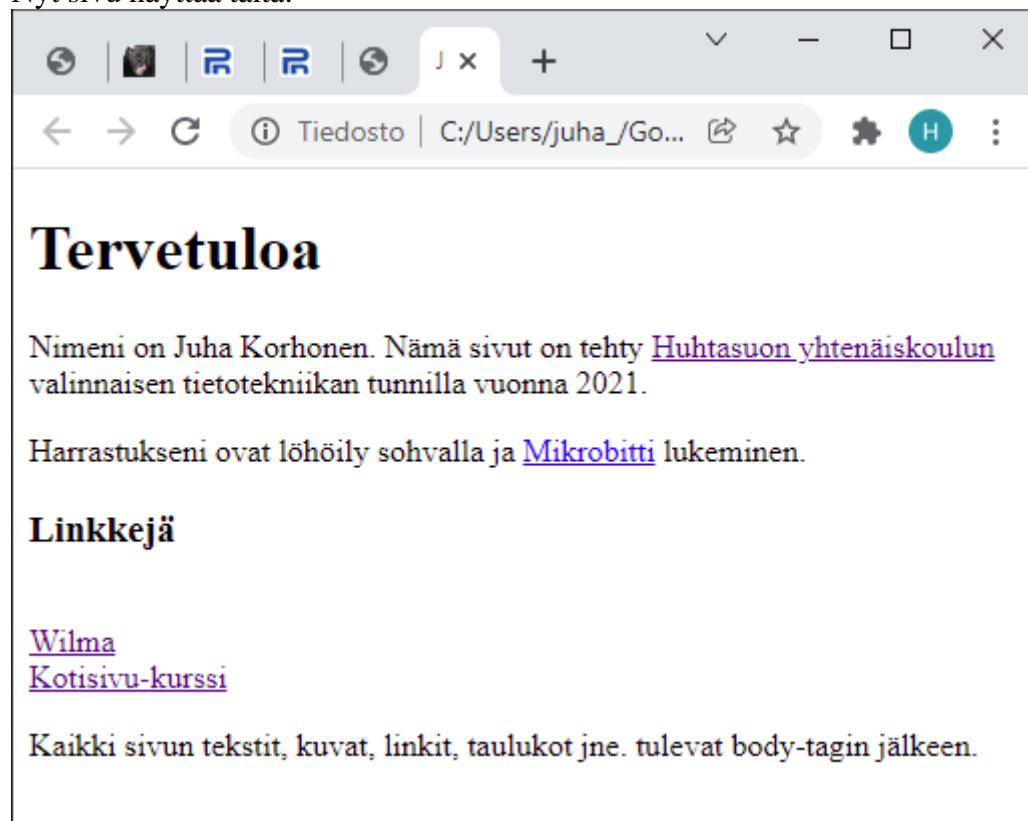 Nyt sivu näyttää tältä:
J
Tiedosto | C:/Users/juha_/Go...
H
Tervetuloa
Nimeni on Juha Korhonen. Nämä sivut on tehty Huhtasuon yhtenäiskoulun
valinnaisen tietotekniikan tunnilla vuonna 2021.
Harrastukseni ovat löhöily sohvalla ja Mikrobitti lukeminen.
Linkkejä
Wilma
Kotisivu-kurssi
Kaikki sivun tekstit, kuvat, linkit, taulukot jne. tulevat body-tagin jälkeen.